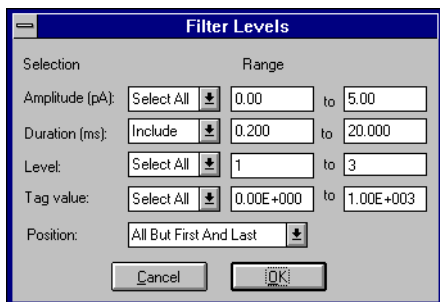 Filter Levels
Selection Range
Amplitude (pA): Select All 0.00 to 5.00
Duration (ms): Include 0.200 to 20.000
Level: Select All 1 to 3
Tag value: Select All 0.00E+000 to 1.00E+003
Position: All But First And Last
Cancel OK